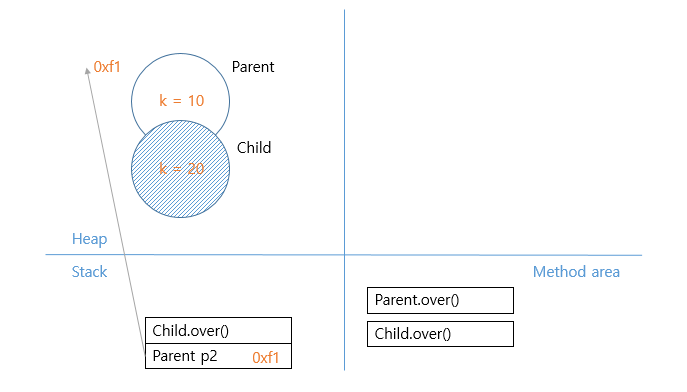 0xf1
Parent
k = 10
Child
k = 20
Heap
Stack
Method area
Parent.over()
Child.over()
Child.over()
Parent p2 0xf1